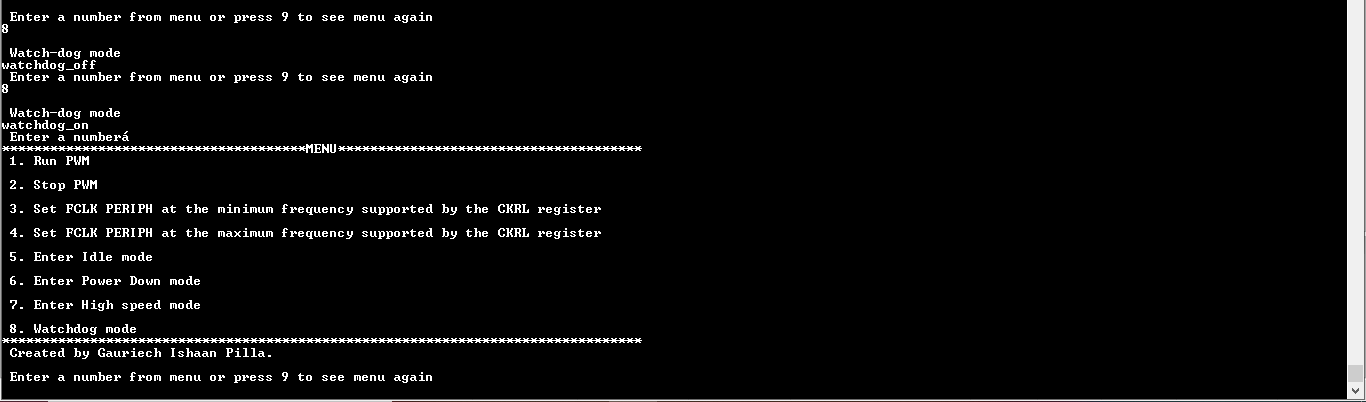 Enter a number from menu or press 9 to see menu again
8
Watch-dog mode
watchdog_off
Enter a number from menu or press 9 to see menu again
8
Watch-dog mode
watchdog_on
Enter a numberá
**************************************MENU**************************************
1. Run PWM
2. Stop PWM
3. Set FCLK PERIPH at the minimum frequency supported by the CKRL register
4. Set FCLK PERIPH at the maximum frequency supported by the CKRL register
5. Enter Idle mode
6. Enter Power Down mode
7. Enter High speed mode
8. Watchdog mode
********************************************************************************
Created by Gauriech Ishaan Pilla.
Enter a number from menu or press 9 to see menu again